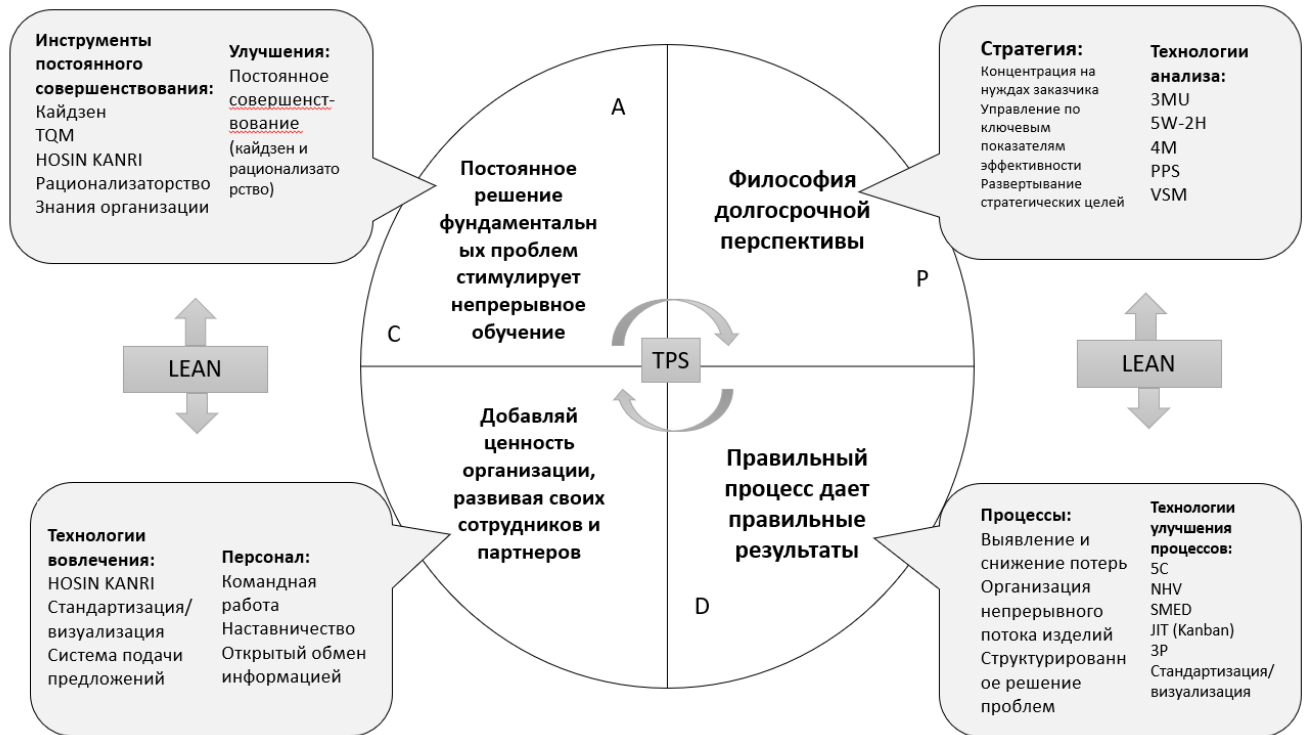 Инструменты
постоянного
совершенствования:
Кайдзен
TQM
HOSIN KANRI
Рационализаторство
Знания организации
Улучшения:
Постоянное
совершенст-
вование
(кайдзен и
рационализато
рство)
A
Постоянное
решение
фундаментальн
ых проблем
стимулирует
непрерывное
обучение
C
Философия
долгосрочной
перспективы
P
Стратегия:
Концентрация на
нуждах заказчика
Управление по
ключевым
показателям
эффективности
Развертывание
стратегических целей
Технологии
анализа:
3MU
5W-2H
4M
PPS
VSM
LEAN
TPS
LEAN
Технологии
вовлечения:
HOSIN KANRI
Стандартизация/
визуализация
Система подачи
предложений
Персонал:
Командная
работа
Наставничество
Открытый обмен
информацией
Добавляй
ценность
организации,
развивая своих
сотрудников и
партнеров
Правильный
процесс дает
правильные
результаты
D
Процессы:
Выявление и
снижение потерь
Организация
непрерывного
потока изделий
Структурированн
ое решение
проблем
Технологии
улучшения
процессов:
5С
NHV
SMED
JIT (Kanban)
3P
Стандартизация/
визуализация